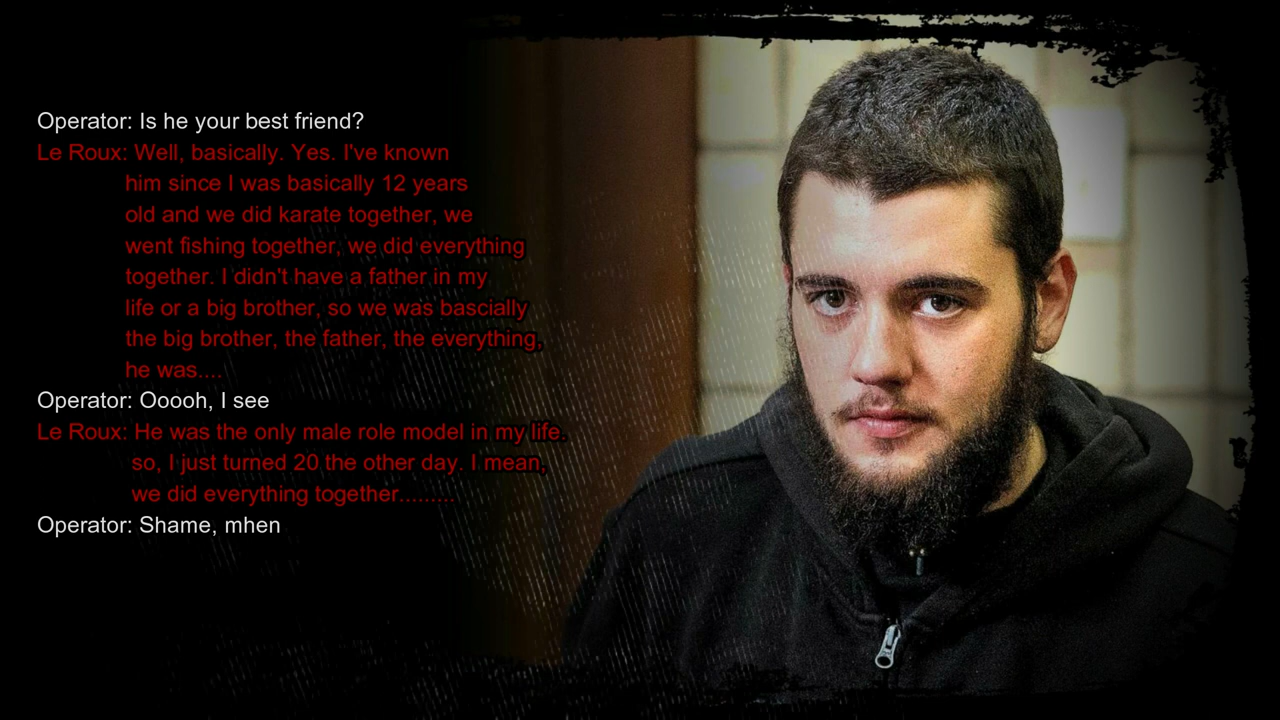 Operator: Is he your best friend?
Le Roux: Well, basically. Yes. I've known
him since I was basically 12 years
old and we did karate together, we
went fishing together, we did everything
together. I didn't have a father in my
life or a big brother, so we was bascially
the big brother, the father, the everything,
he was....
Operator: Ooooh, I see
Le Roux: He was the only male role model in my life.
so, I just turned 20 the other day. I mean,
we did everything together.........
Operator: Shame, mhen